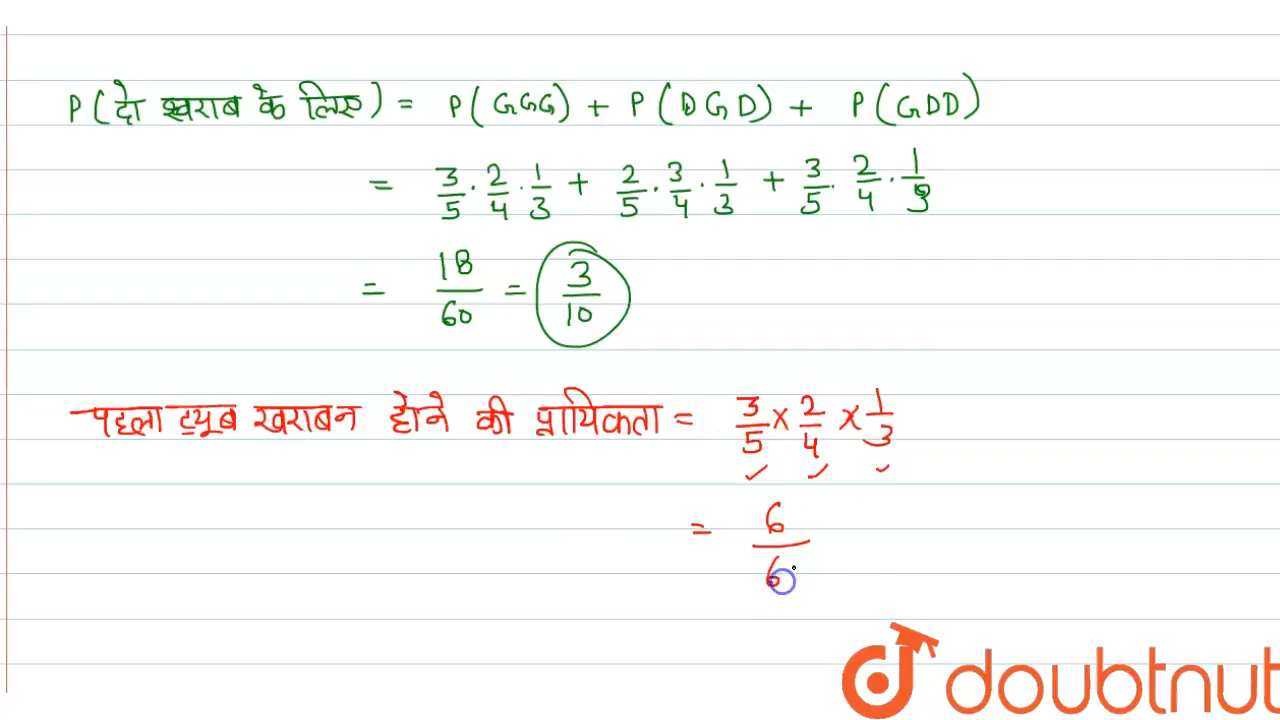 P(दो खराब के लिए) = P(GGG) + P(DGD) + P(GDD)
= 3/5 · 2/4 · 1/3 + 2/5 · 3/4 · 1/3 + 3/5 · 2/4 · 1/3
= 18/60 = 3/10
पहला ट्यूब खराबन होने की प्रायिकता = 3/5 × 2/4 × 1/3
= 6/6
doubtnut